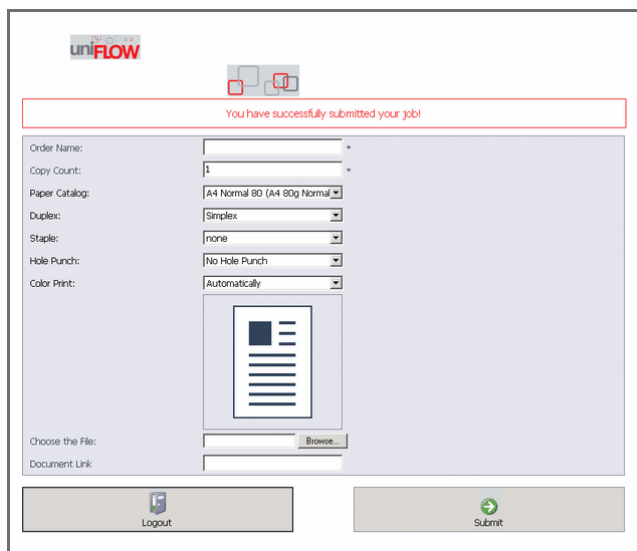 uniFLOW
You have successfully submitted your job!
Order Name: *
Copy Count: 1 *
Paper Catalog: A4 Normal 80 (A4 80g Normal
Duplex: Simplex
Staple: none
Hole Punch: No Hole Punch
Color Print: Automatically
Choose the File: Browse...
Document Link
Logout Submit